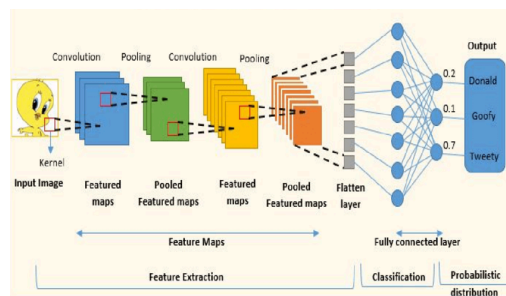 Convolution Pooling Convolution Pooling
Output
0.2
Donald
0.1
Goofy
0.7
Tweety
Kernel
Input Image
Featured
maps
Pooled
Featured maps
Featured
maps
Pooled
Featured maps
Flatten
layer
Feature Maps
Fully connected layer
Feature Extraction
Classification
Probabilistic
distribution